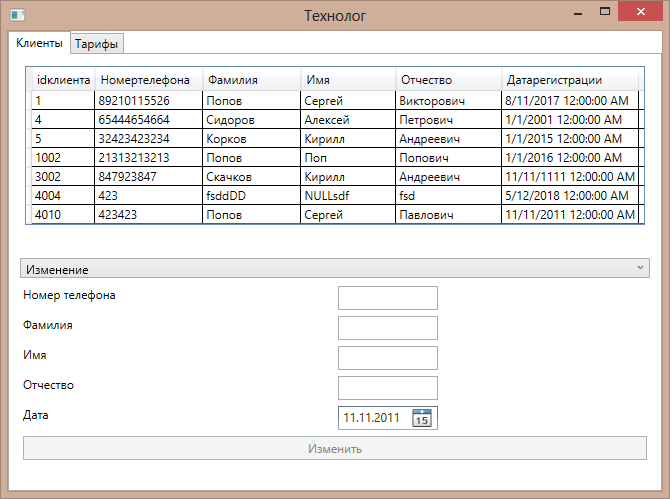 Технолог
Клиенты Тарифы
idклиента Номертелефона Фамилия Имя Отчество Датарегистрации
1 89210115526 Попов Сергей Викторович 8/11/2017 12:00:00 AM
4 65444654664 Сидоров Алексей Петрович 1/1/2001 12:00:00 AM
5 32423423234 Корков Кирилл Андреевич 1/1/2015 12:00:00 AM
1002 21313213213 Попов Поп Попович 1/1/2016 12:00:00 AM
3002 847923847 Скачков Кирилл Андреевич 11/11/1111 12:00:00 AM
4004 423 fsddDD NULLsdf fsd 5/12/2018 12:00:00 AM
4010 423423 Попов Сергей Павлович 11/11/2011 12:00:00 AM
Изменение
Номер телефона
Фамилия
Имя
Отчество
Дата 11.11.2011 15
Изменить